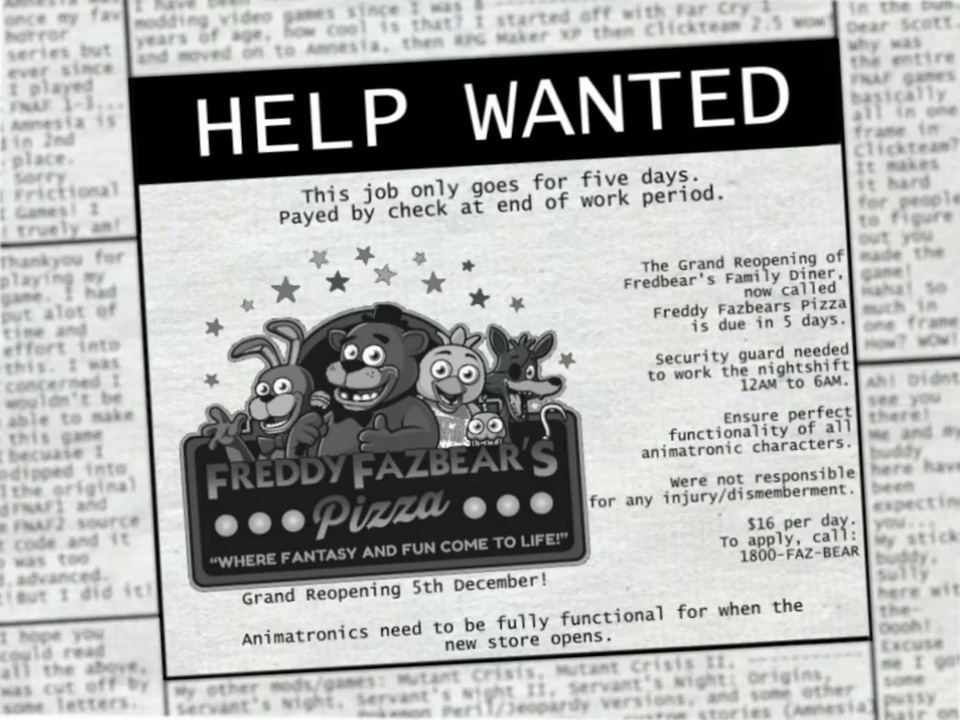 once my fav
horror
series but
ever since
I played
FNAF 1-3...
Amnesia is
in 2nd
place.
Sorry
Frictional
Games! I
truely am!
Thankyou for
playing my
game, I had
put alot of
time and
effort into
this. I was
concerned I
wouldn't be
able to make
this game
the original
FNAF2 source
code and it
was too
advanced.
But I did it!
I hope you
could read
all the above,
was cut off by
some letters.
modding video games since I was 8
years of age, how cool is that? I started off with Far Cry 1
and moved on to Amnesia, then RPG Maker XP then Clickteam 2.5 wow!
HELP WANTED
This job only goes for five days.
Payed by check at end of work period.
The Grand Reopening of
Fredbear's Family Diner,
now called
Freddy Fazbears Pizza
is due in 5 days.
Security guard needed
to work the nightshift
12AM to 6AM.
Ensure perfect
functionality of all
animatronic characters.
Were not responsible
for any injury/dismemberment.
$16 per day.
To apply, call:
1800-FAZ-BEAR
FREDDY FAZBEAR'S
Pizza
"WHERE FANTASY AND FUN COME TO LIFE!"
Grand Reopening 5th December!
Animatronics need to be fully functional for when the
new store opens.
My other mods/games: Mutant Crisis, Mutant Crisis II,
Servant's Night, Servant's Night II, Servant's Night: Origins,
Peril/Jeopardy Versions, and some other
custom stories (Amnesia)
Dear Scott,
why was
the entire
FNAF games
basically
all in one
frame in
Clickteam?
It makes
it hard
for people
to figure
out you
made the
game!
Haha! So
much in
one frame
How? WOW!
Ah! Didnt
see you
there!
buddy,
here have
been
expecting
you...
My stick
buddy,
Sully
here with
the-
Oooh!
Excuse
me I got
some